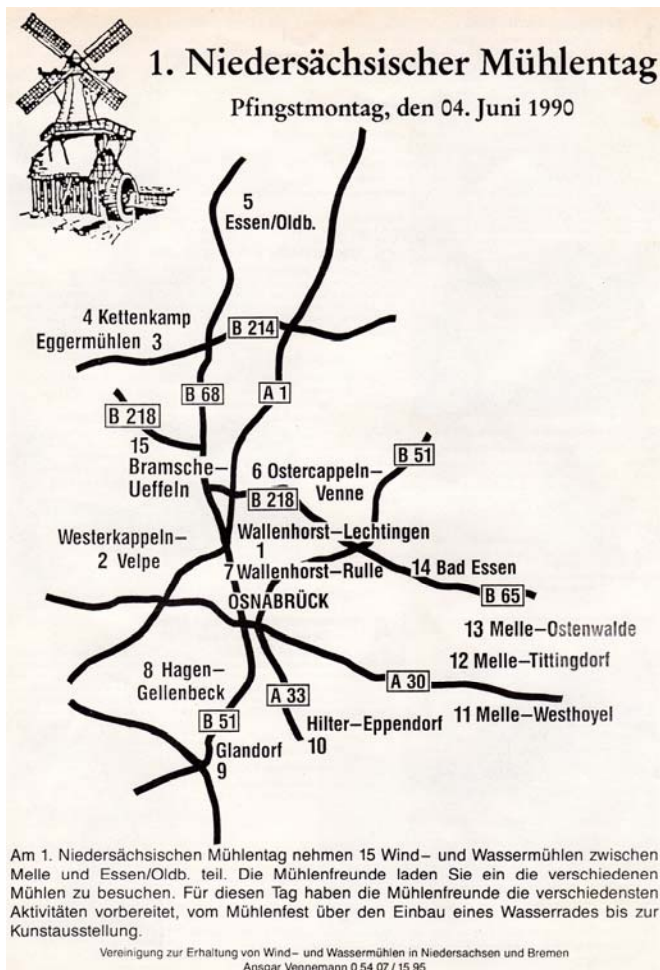 1. Niedersächsischer Mühlentag
Pfingstmontag, den 04. Juni 1990
5
Essen/Oldb.
4 Kettenkamp
Eggermühlen 3
B 214
B 68
A 1
B 218
15
Bramsche–
Ueffeln
B 51
6 Ostercappeln–
Venne
B 218
Westerkappeln–
2 Velpe
Wallenhorst–Lechtingen
1
7 Wallenhorst–Rulle
14 Bad Essen
OSNABRÜCK
B 65
13 Melle–Ostenwalde
12 Melle–Tittingdorf
8 Hagen–
Gellenbeck
A 33
A 30
11 Melle–Westhoyel
B 51
Hilter–Eppendorf
10
Glandorf
9
Am 1. Niedersächsischen Mühlentag nehmen 15 Wind– und Wassermühlen zwischen
Melle und Essen/Oldb. teil. Die Mühlenfreunde laden Sie ein die verschiedenen
Mühlen zu besuchen. Für diesen Tag haben die Mühlenfreunde die verschiedensten
Aktivitäten vorbereitet, vom Mühlenfest über den Einbau eines Wasserrades bis zur
Kunstausstellung.
Vereinigung zur Erhaltung von Wind– und Wassermühlen in Niedersachsen und Bremen
Ansgar Vennemann 0 54 07 / 15 95